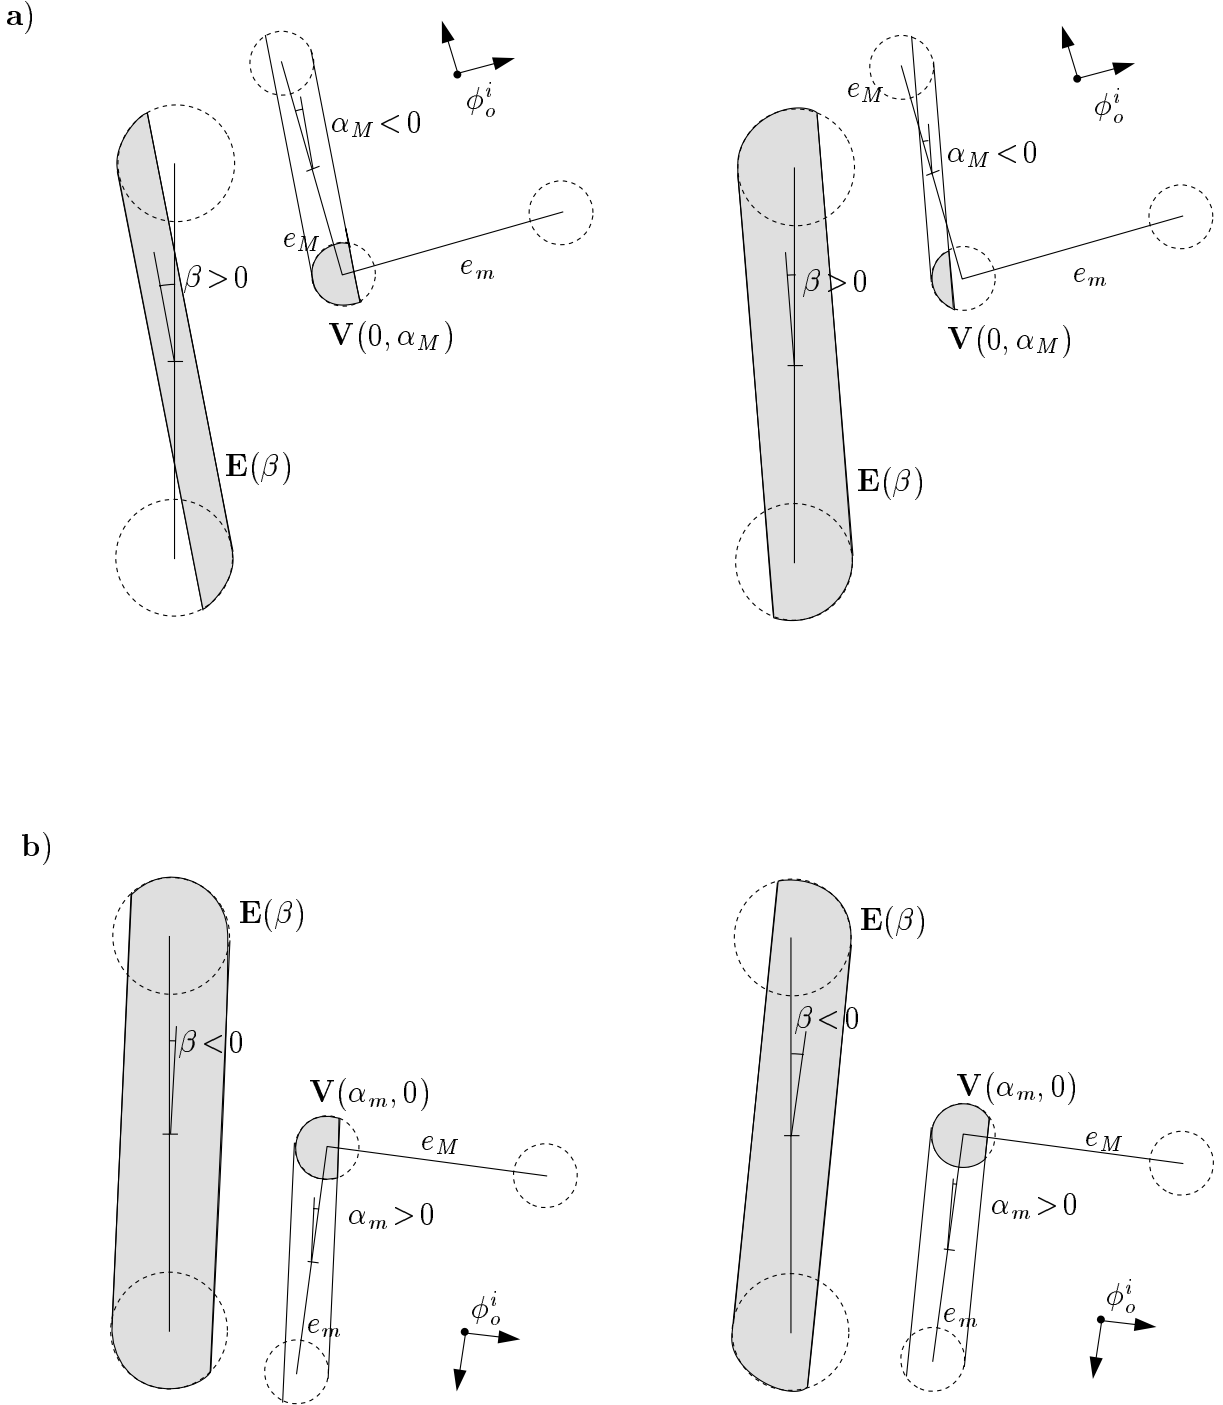 a)
ϕ_o^i
α_M < 0
β > 0
e_M
e_m
V(0, α_M)
E(β)
e_M
ϕ_o^i
α_M < 0
β > 0
e_m
V(0, α_M)
E(β)
b)
E(β)
β < 0
V(α_m, 0)
e_M
α_m > 0
e_m
ϕ_o^i
E(β)
β < 0
V(α_m, 0)
e_M
α_m > 0
ϕ_o^i
e_m